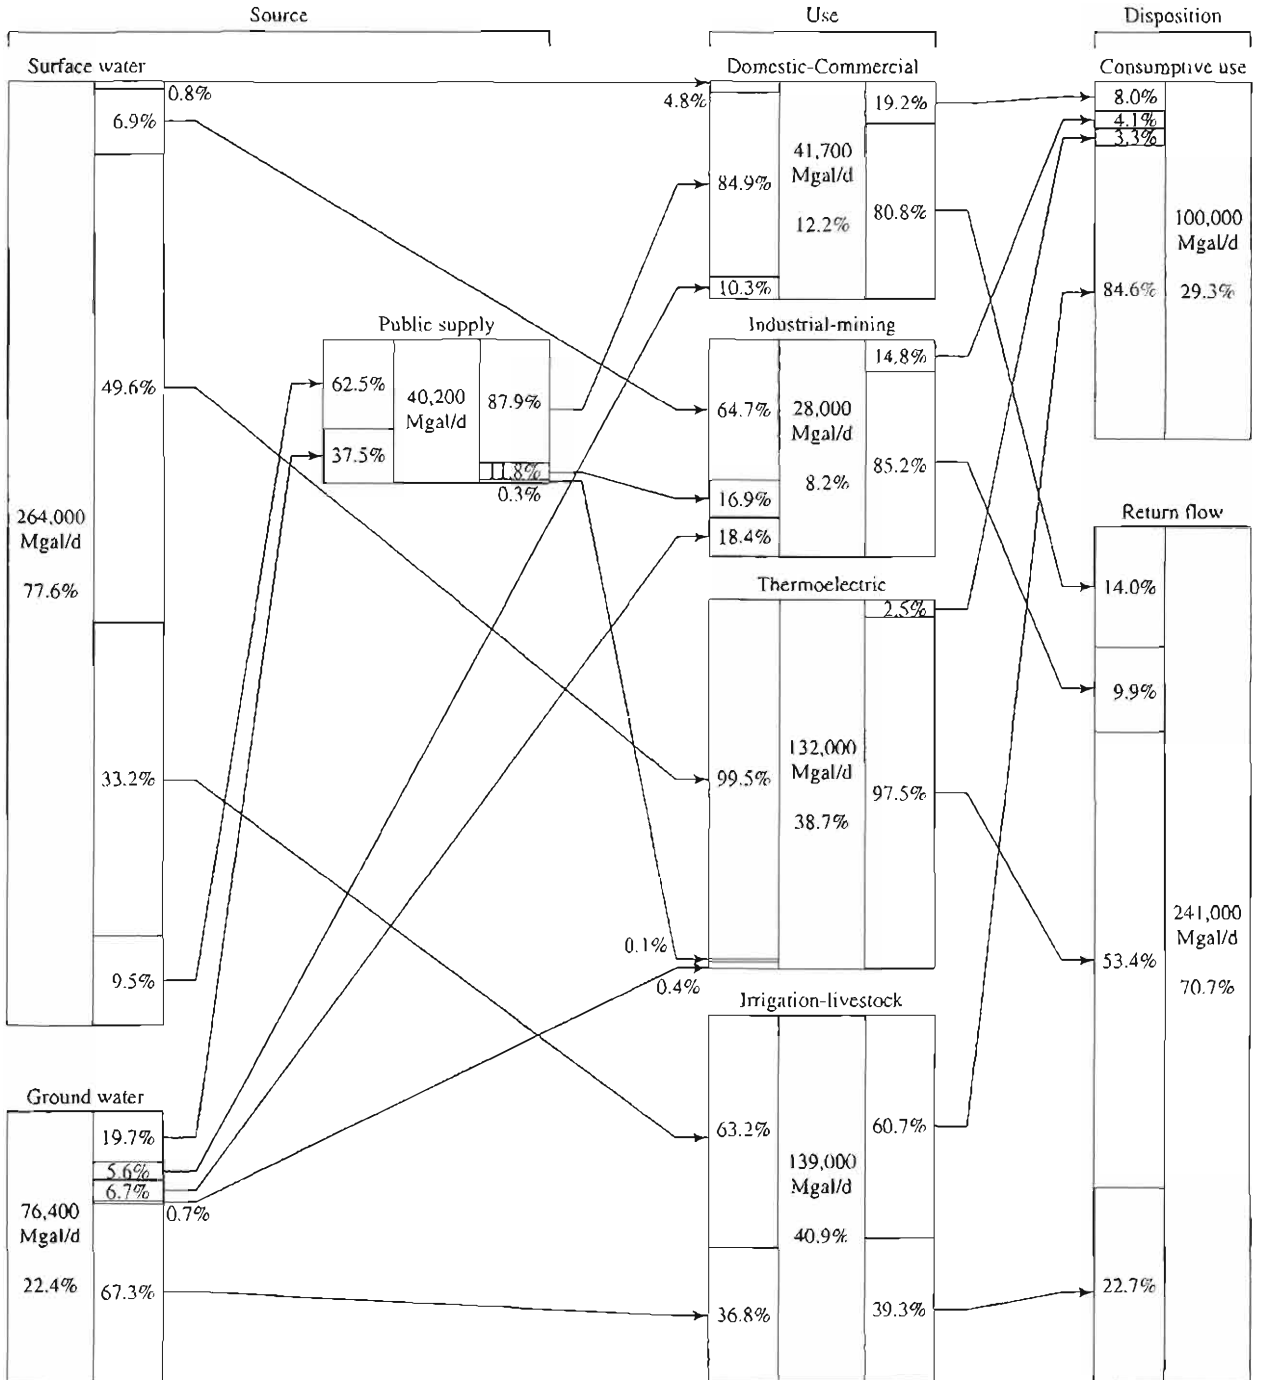 Source
Use
Disposition
Surface water
0.8%
6.9%
49.6%
264,000
Mgal/d
77.6%
33.2%
9.5%
Ground water
19.7%
5.6%
6.7%
0.7%
76,400
Mgal/d
22.4%
67.3%
Public supply
62.5%
37.5%
40,200
Mgal/d
87.9%
11.8%
0.3%
Domestic-Commercial
4.8%
84.9%
10.3%
41,700
Mgal/d
12.2%
19.2%
80.8%
Industrial-mining
64.7%
16.9%
18.4%
28,000
Mgal/d
8.2%
14.8%
85.2%
Thermoelectric
99.5%
0.1%
0.4%
132,000
Mgal/d
38.7%
2.5%
97.5%
Irrigation-livestock
63.2%
36.8%
139,000
Mgal/d
40.9%
60.7%
39.3%
Consumptive use
8.0%
4.1%
3.3%
84.6%
100,000
Mgal/d
29.3%
Return flow
14.0%
9.9%
53.4%
22.7%
241,000
Mgal/d
70.7%